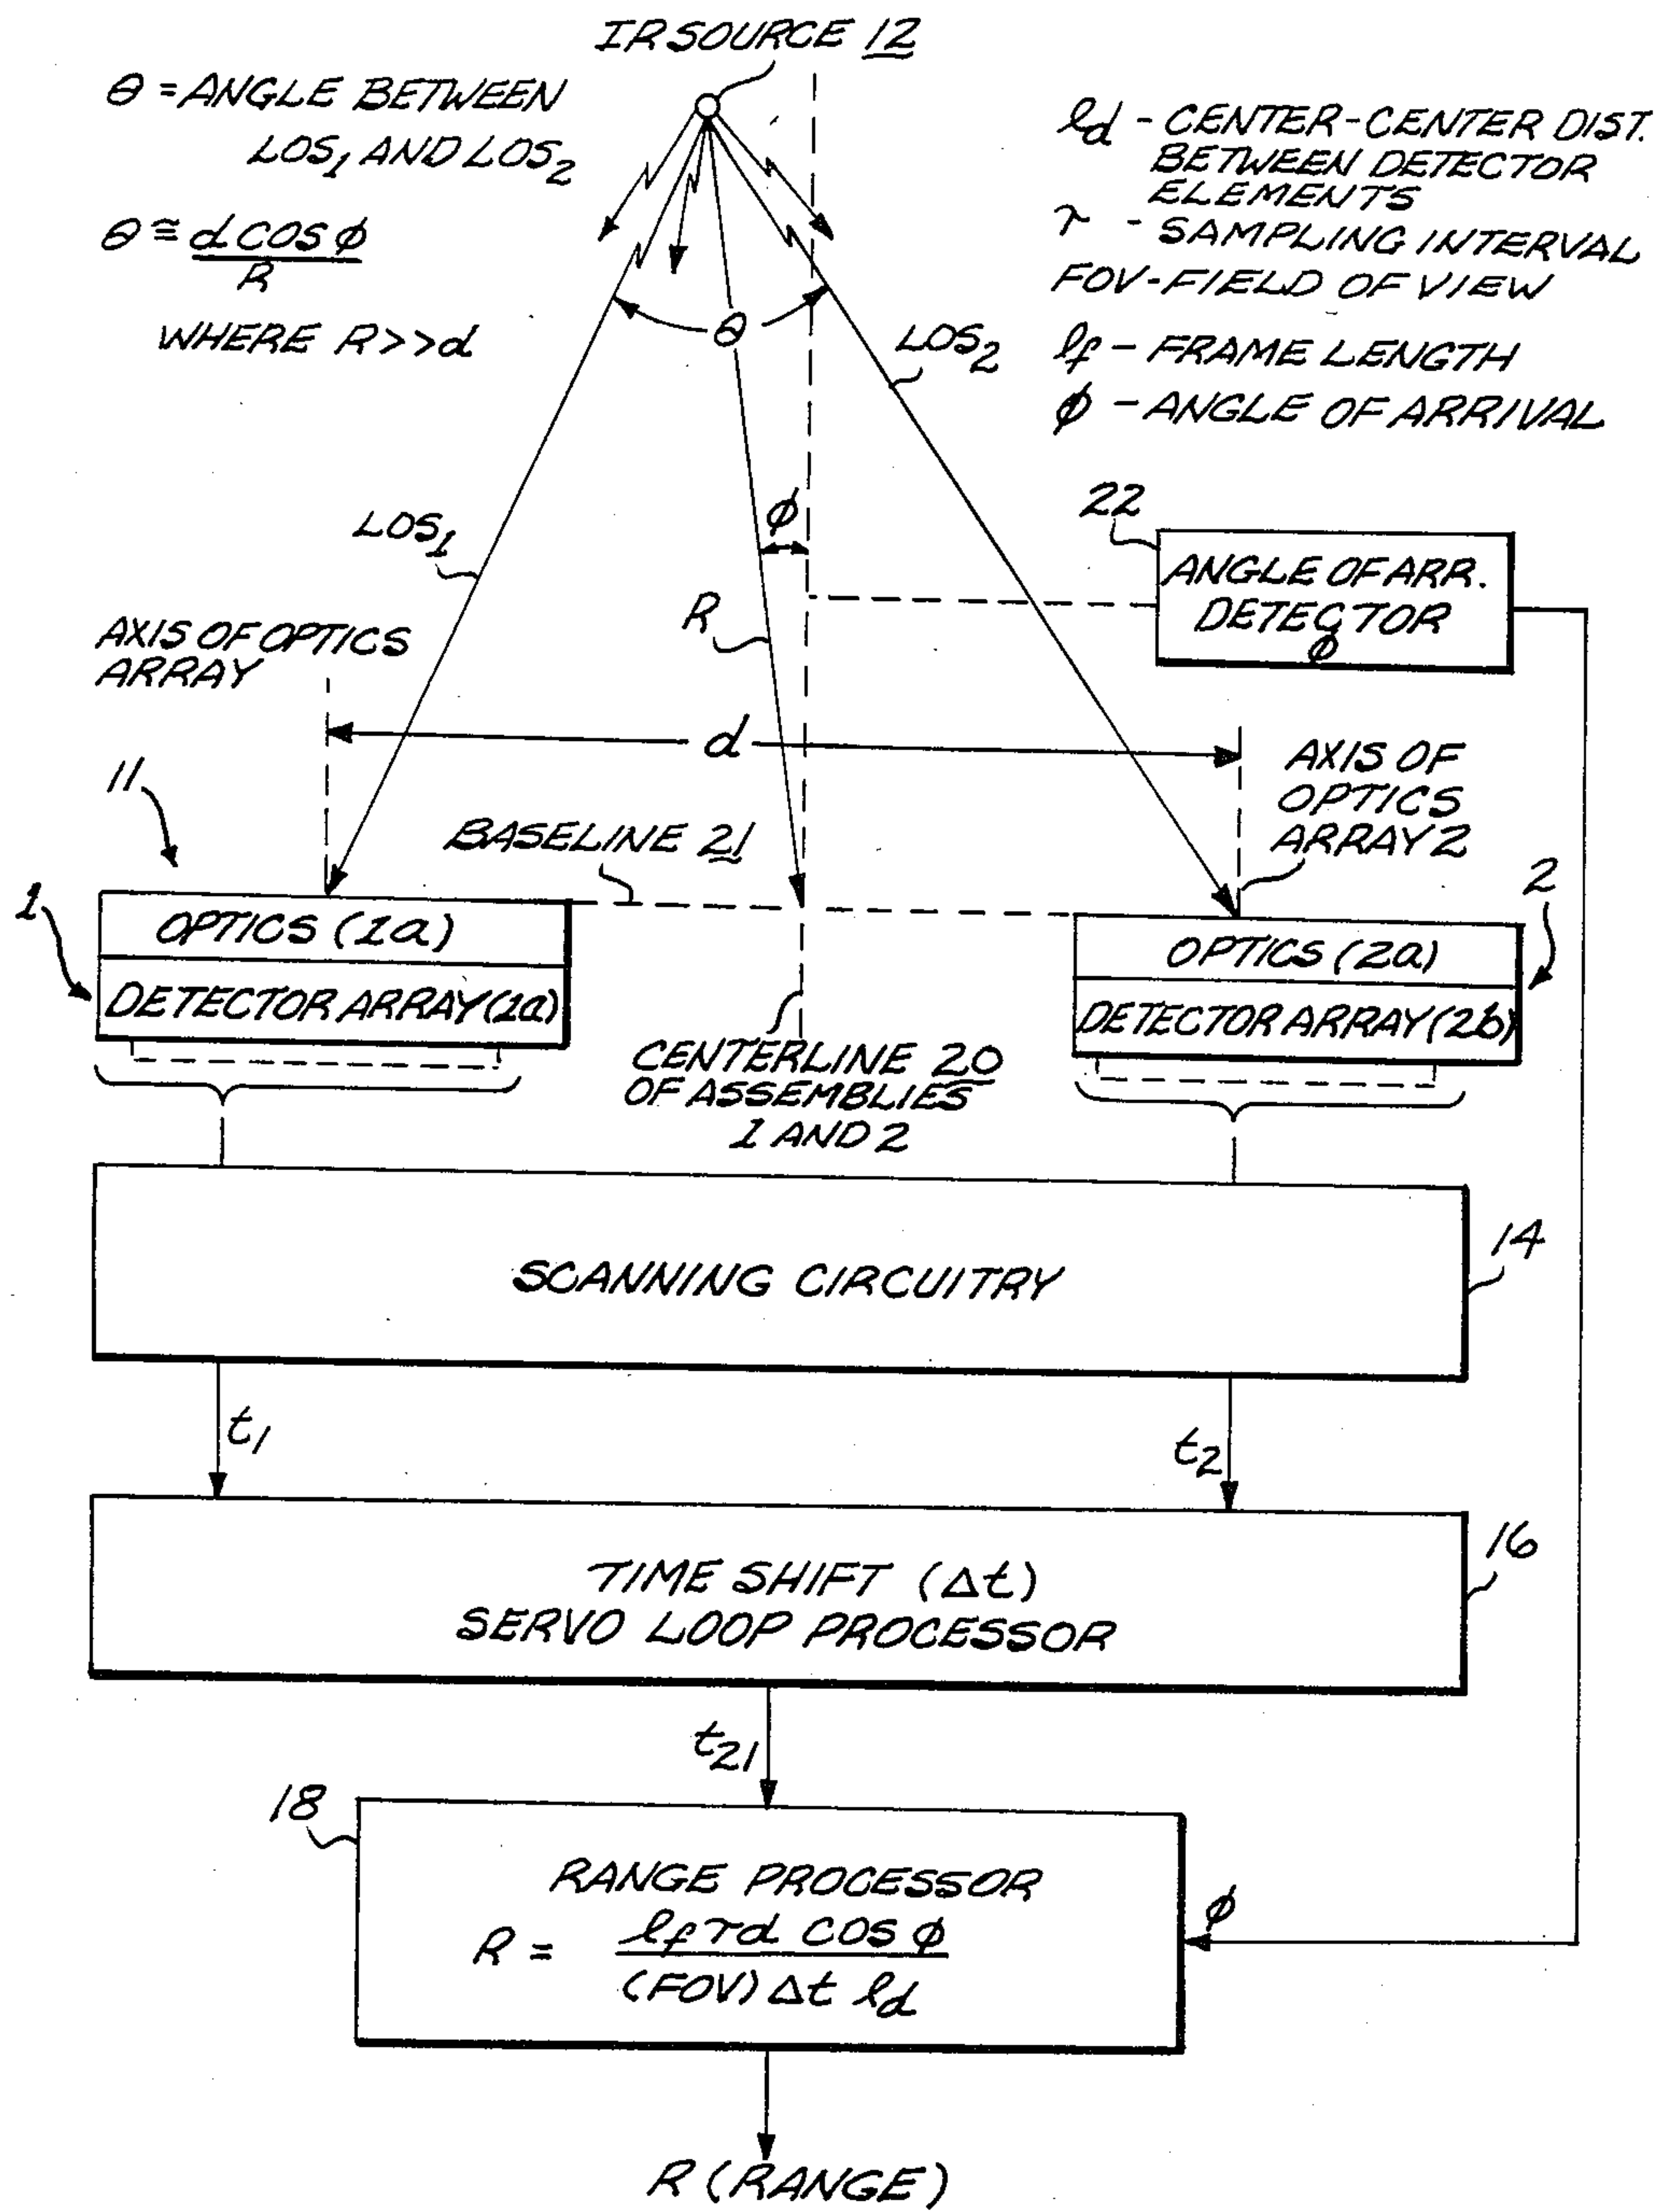 IR SOURCE 12
θ = ANGLE BETWEEN
LOS₁ AND LOS₂
θ ≅ d COS φ
R
WHERE R>>d
ℓd - CENTER-CENTER DIST.
BETWEEN DETECTOR
ELEMENTS
τ - SAMPLING INTERVAL
FOV-FIELD OF VIEW
ℓf - FRAME LENGTH
φ - ANGLE OF ARRIVAL
θ
LOS₂
LOS₁
φ
R
22
ANGLE OF ARR.
DETECTOR
φ
AXIS OF OPTICS
ARRAY
d
AXIS OF
OPTICS
ARRAY 2
11
BASELINE 21
1
OPTICS (1a)
DETECTOR ARRAY (1a)
2
OPTICS (2a)
DETECTOR ARRAY (2b)
CENTERLINE 20
OF ASSEMBLIES
1 AND 2
SCANNING CIRCUITRY
14
t₁
t₂
TIME SHIFT (Δt)
SERVO LOOP PROCESSOR
16
t₂₁
18
RANGE PROCESSOR
R = ℓf τd COS φ
(FOV) Δt ℓd
φ
R (RANGE)